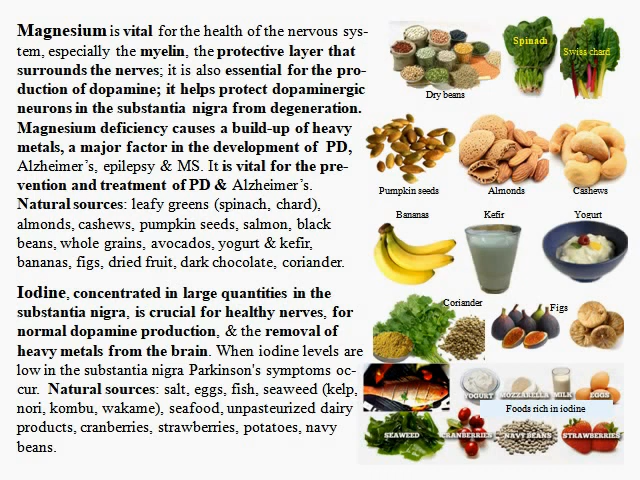 Magnesium is vital for the health of the nervous sys-
tem, especially the myelin, the protective layer that
surrounds the nerves; it is also essential for the pro-
duction of dopamine; it helps protect dopaminergic
neurons in the substantia nigra from degeneration.
Magnesium deficiency causes a build-up of heavy
metals, a major factor in the development of PD,
Alzheimer's, epilepsy & MS. It is vital for the pre-
vention and treatment of PD & Alzheimer's.
Natural sources: leafy greens (spinach, chard),
almonds, cashews, pumpkin seeds, salmon, black
beans, whole grains, avocados, yogurt & kefir,
bananas, figs, dried fruit, dark chocolate, coriander.
Iodine, concentrated in large quantities in the
substantia nigra, is crucial for healthy nerves, for
normal dopamine production, & the removal of
heavy metals from the brain. When iodine levels are
low in the substantia nigra Parkinson's symptoms oc-
cur. Natural sources: salt, eggs, fish, seaweed (kelp,
nori, kombu, wakame), seafood, unpasteurized dairy
products, cranberries, strawberries, potatoes, navy
beans.
Spinach
Swiss chard
Dry beans
Pumpkin seeds
Almonds
Cashews
Bananas
Kefir
Yogurt
Coriander
Figs
YOGURT
MOZZARELLA
MILK
EGGS
Foods rich in iodine
SEAWEED
CRANBERRIES
NAVY BEANS
STRAWBERRIES